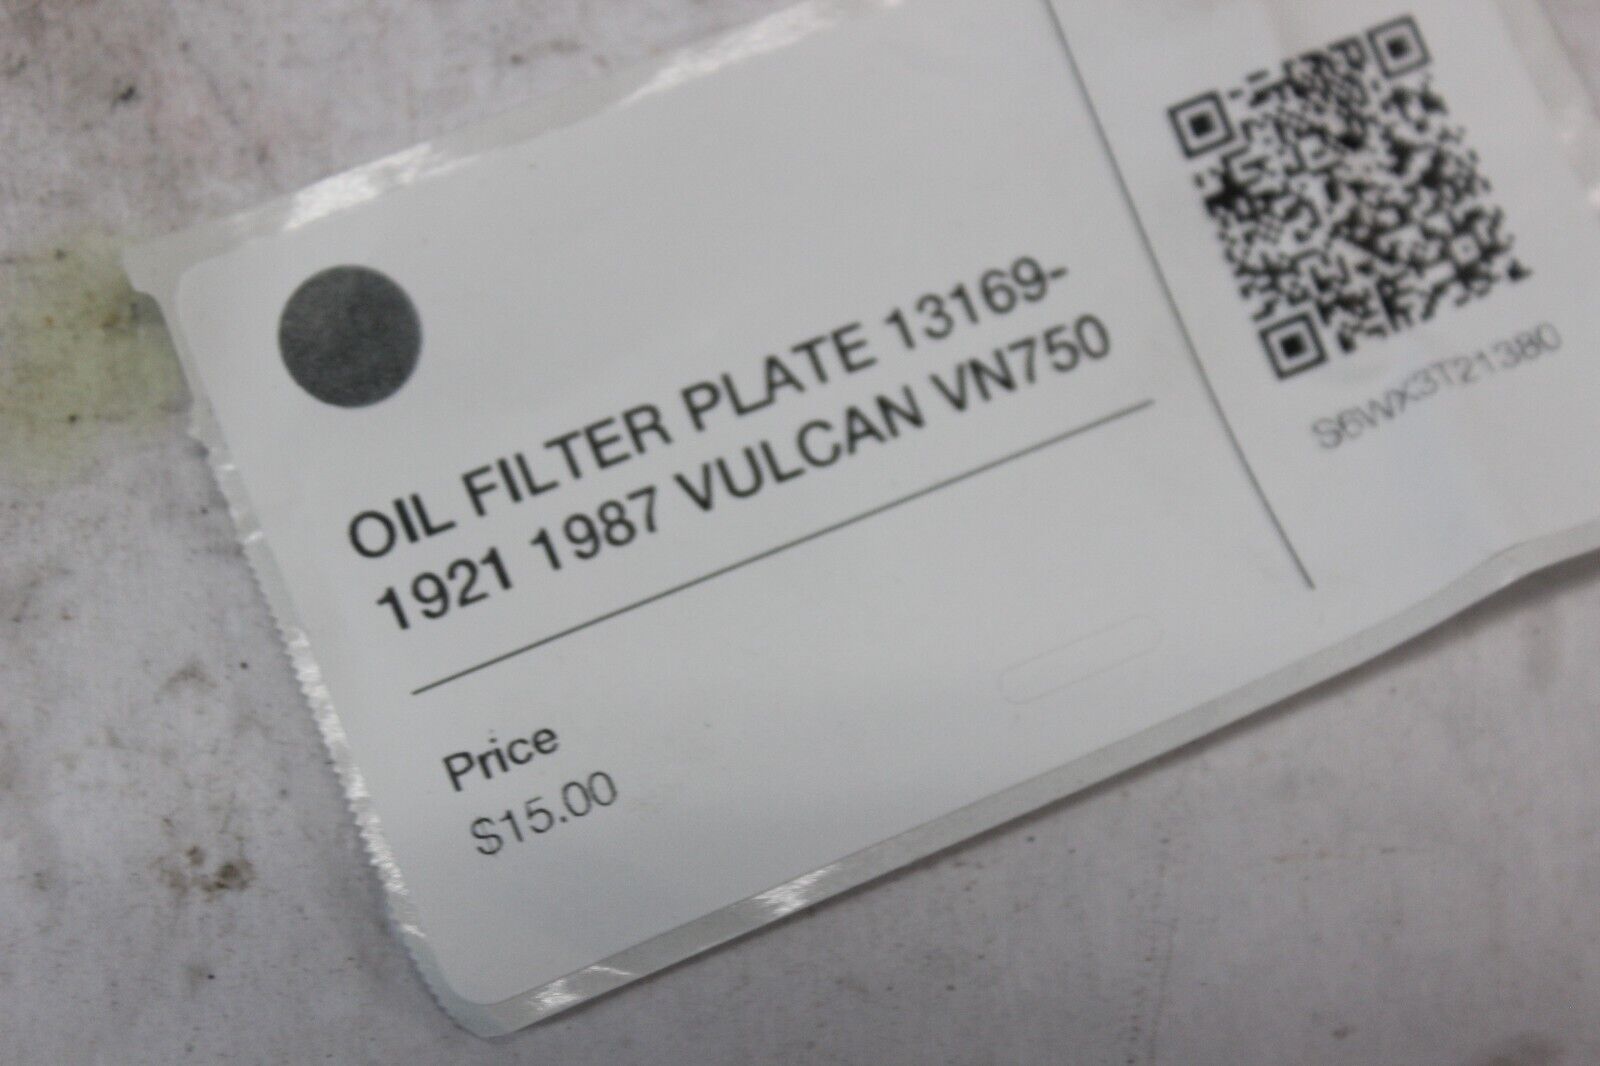 OIL FILTER PLATE 13169-
1921 1987 VULCAN VN750
Price
$15.00
S6WX3T21380